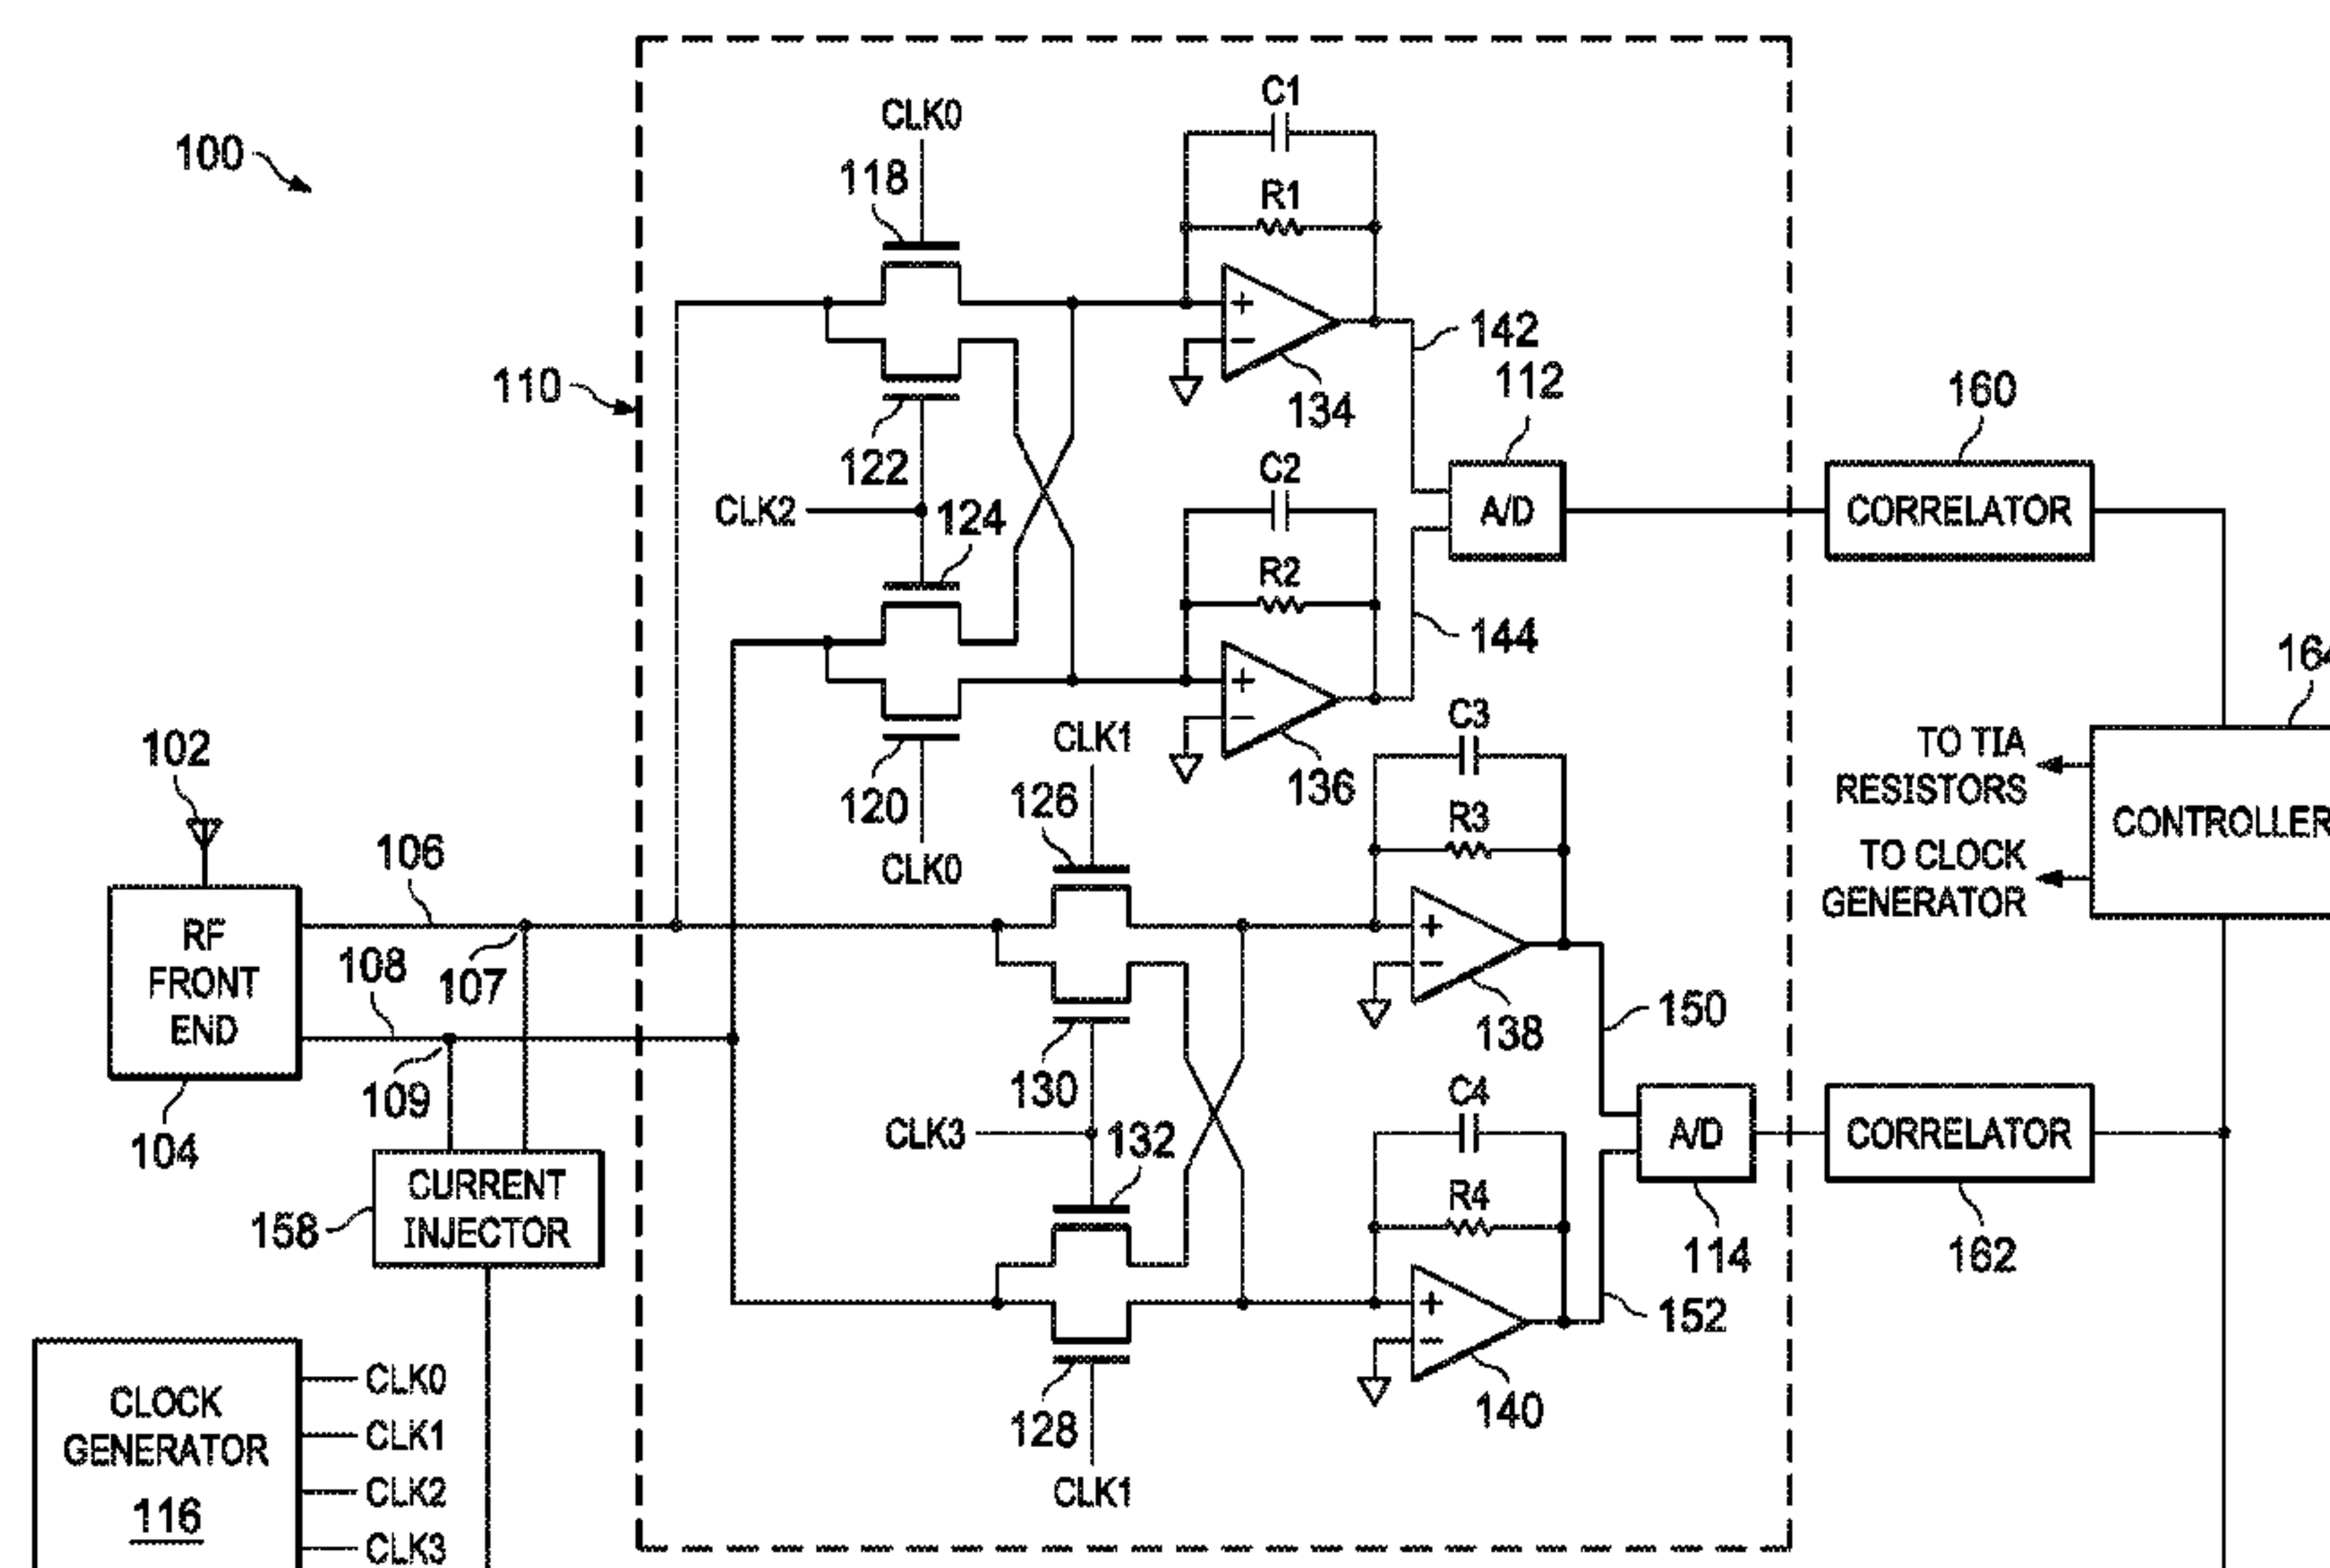 100
CLK0
118
C1
R1
+
−
134
142
112
110
122
CLK2
124
C2
R2
A/D
160
CORRELATOR
144
+
−
136
120
CLK0
CLK1
126
C3
R3
+
−
138
TO TIA
RESISTORS
TO CLOCK
GENERATOR
CONTROLLER
102
106
RF
FRONT
END
104
108
107
109
CURRENT
INJECTOR
158
130
CLK3
132
C4
R4
+
−
140
150
A/D
114
152
CORRELATOR
162
128
CLK1
CLOCK
GENERATOR
116
CLK0
CLK1
CLK2
CLK3